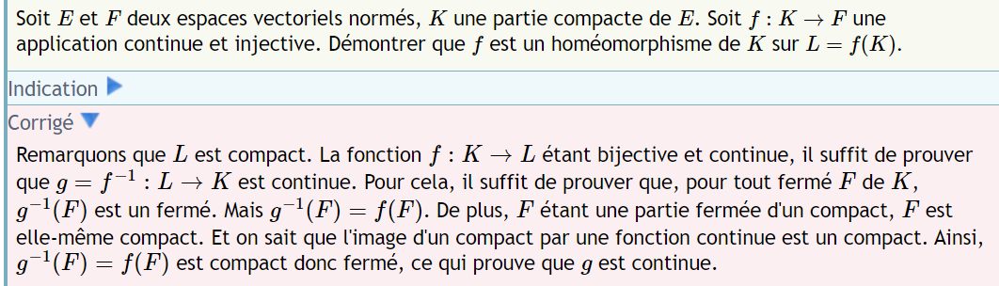 Soit E et F deux espaces vectoriels normés, K une partie compacte de E. Soit f : K → F une
application continue et injective. Démontrer que f est un homéomorphisme de K sur L = f(K).
Indication
Corrigé
Remarquons que L est compact. La fonction f : K → L étant bijective et continue, il suffit de prouver
que g = f⁻¹ : L → K est continue. Pour cela, il suffit de prouver que, pour tout fermé F de K,
g⁻¹(F) est un fermé. Mais g⁻¹(F) = f(F). De plus, F étant une partie fermée d'un compact, F est
elle-même compact. Et on sait que l'image d'un compact par une fonction continue est un compact. Ainsi,
g⁻¹(F) = f(F) est compact donc fermé, ce qui prouve que g est continue.